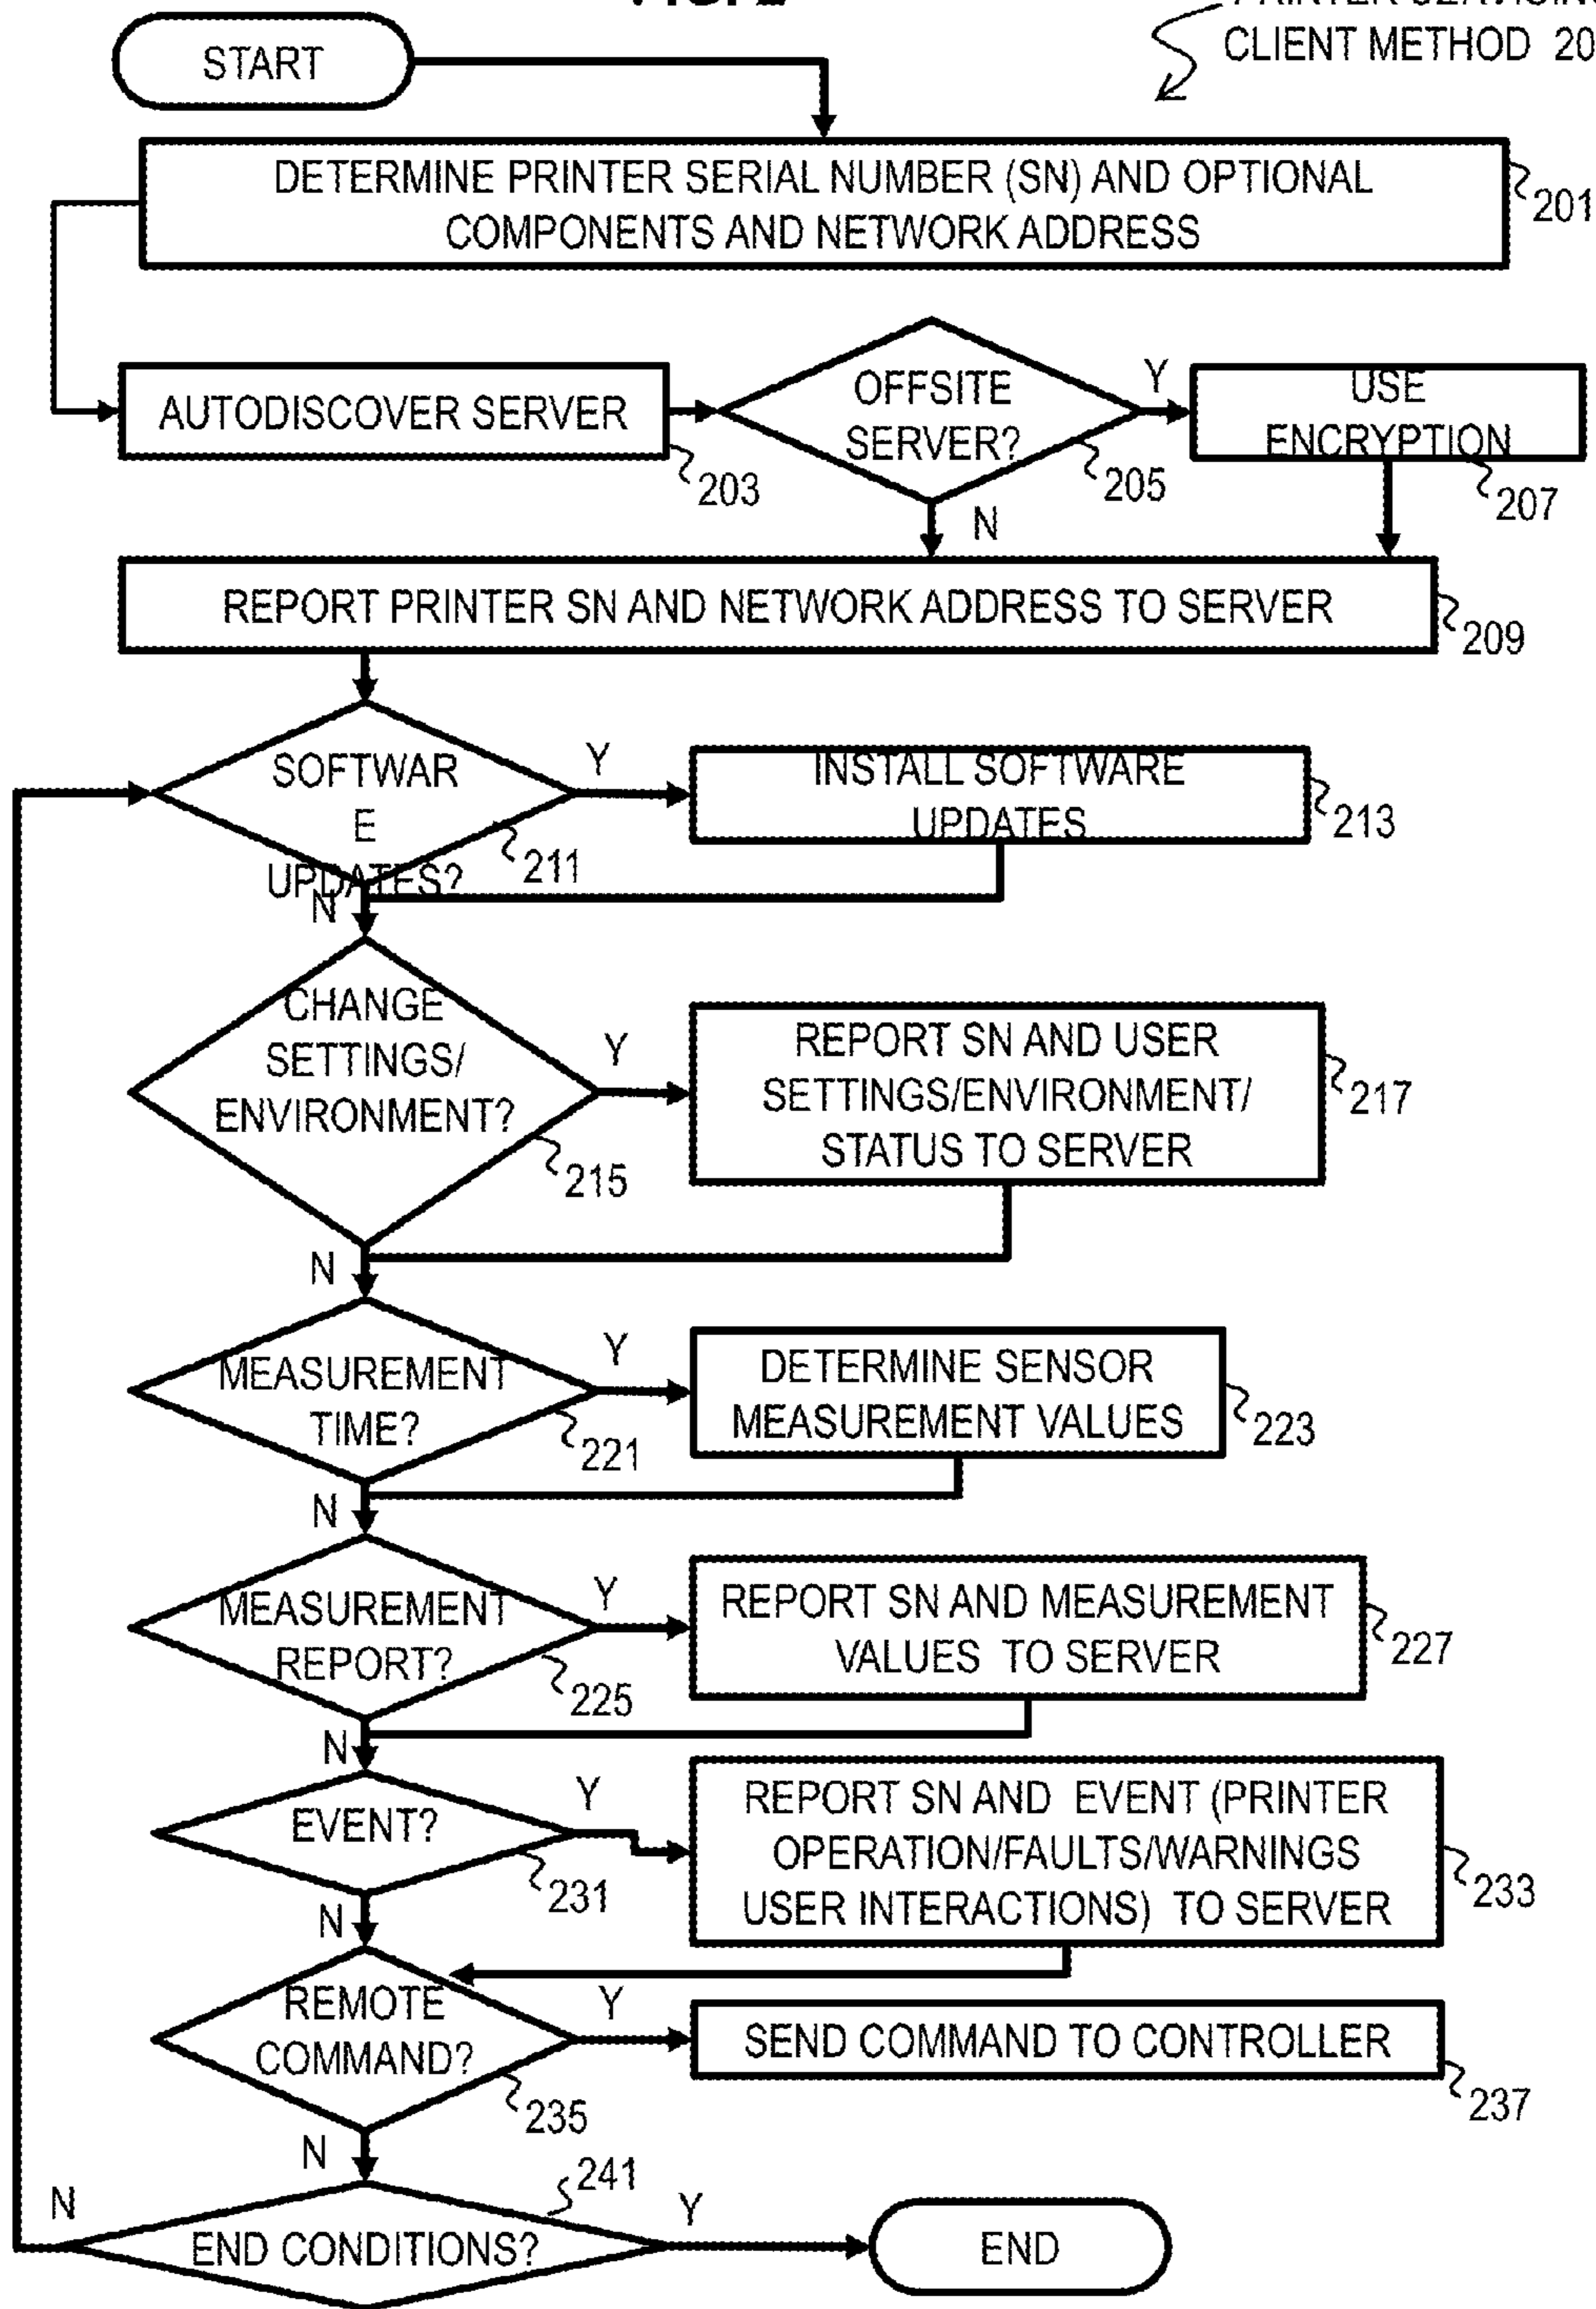 START
CLIENT METHOD 20
DETERMINE PRINTER SERIAL NUMBER (SN) AND OPTIONAL
COMPONENTS AND NETWORK ADDRESS
201
AUTODISCOVER SERVER
203
OFFSITE
SERVER?
205
Y
N
USE
ENCRYPTION
207
REPORT PRINTER SN AND NETWORK ADDRESS TO SERVER
209
SOFTWAR
E
UPDATES?
211
Y
N
INSTALL SOFTWARE
UPDATES
213
CHANGE
SETTINGS/
ENVIRONMENT?
215
Y
N
REPORT SN AND USER
SETTINGS/ENVIRONMENT/
STATUS TO SERVER
217
MEASUREMENT
TIME?
221
Y
N
DETERMINE SENSOR
MEASUREMENT VALUES
223
MEASUREMENT
REPORT?
225
Y
N
REPORT SN AND MEASUREMENT
VALUES TO SERVER
227
EVENT?
231
Y
N
REPORT SN AND EVENT (PRINTER
OPERATION/FAULTS/WARNINGS
USER INTERACTIONS) TO SERVER
233
REMOTE
COMMAND?
235
Y
N
SEND COMMAND TO CONTROLLER
237
241
END CONDITIONS?
N
Y
END